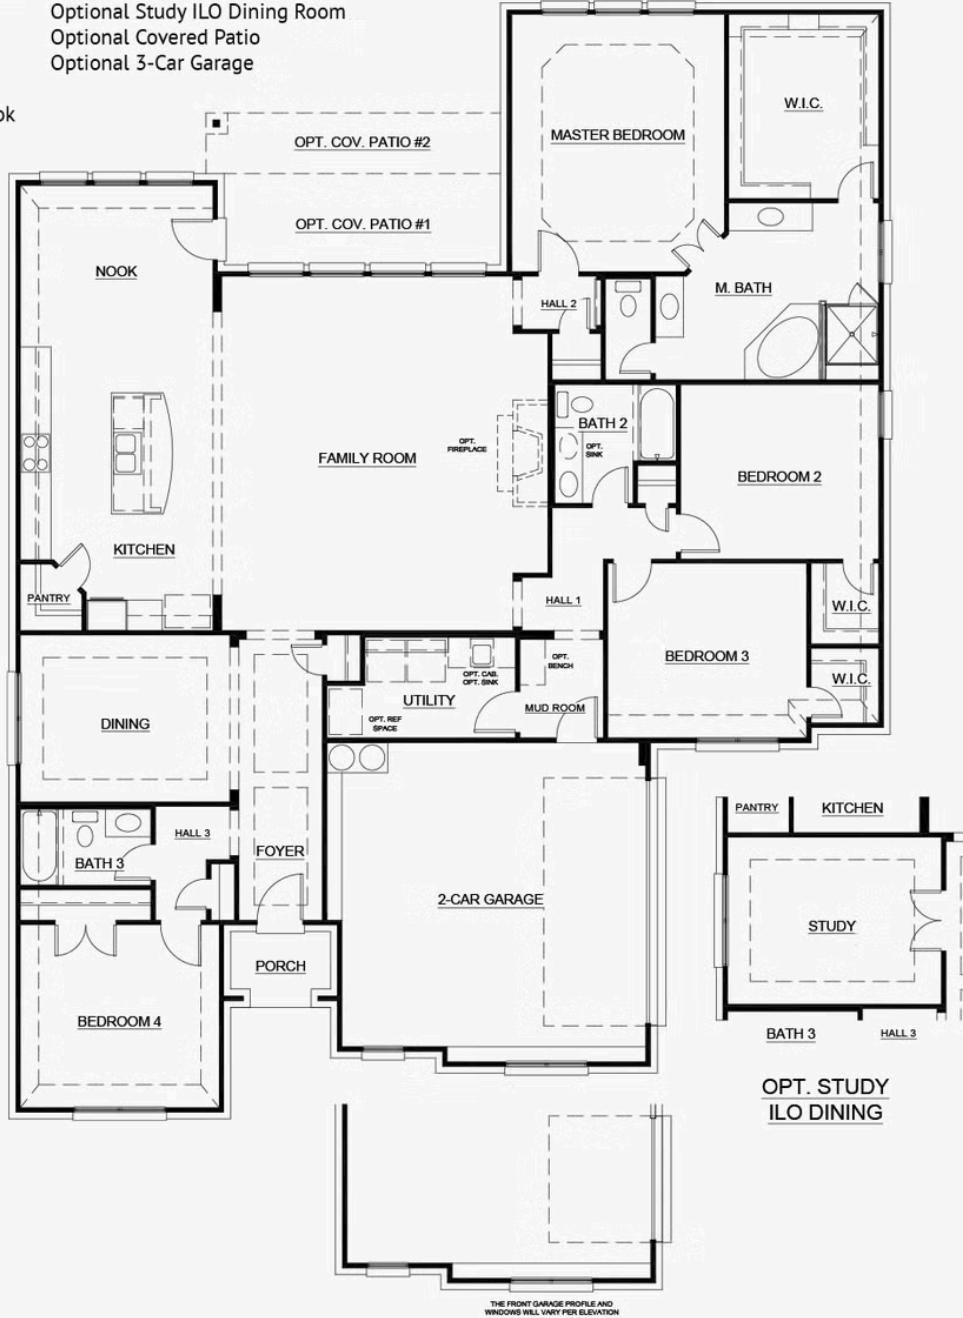 Optional Study ILO Dining Room
Optional Covered Patio
Optional 3-Car Garage
ok
W.I.C.
MASTER BEDROOM
OPT. COV. PATIO #2
OPT. COV. PATIO #1
NOOK
M. BATH
HALL 2
BATH 2
OPT.
SINK
OPT.
FIREPLACE
FAMILY ROOM
BEDROOM 2
KITCHEN
PANTRY
HALL 1
W.I.C.
BEDROOM 3
OPT.
BENCH
W.I.C.
OPT. CAB.
OPT. SINK
UTILITY
MUD ROOM
OPT. REF
SPACE
DINING
HALL 3
BATH 3
FOYER
2-CAR GARAGE
PORCH
BEDROOM 4
PANTRY
KITCHEN
STUDY
BATH 3
HALL 3
OPT. STUDY
ILO DINING
THE FRONT GARAGE PROFILE AND
WINDOWS WILL VARY PER ELEVATION